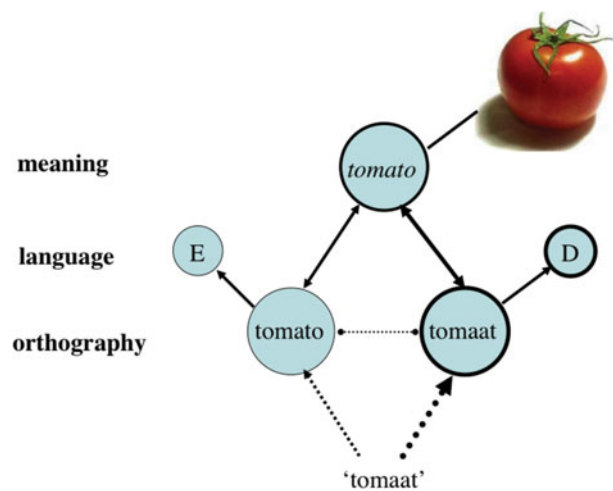 meaning
tomato
language
E
D
orthography
tomato
tomaat
'tomaat'